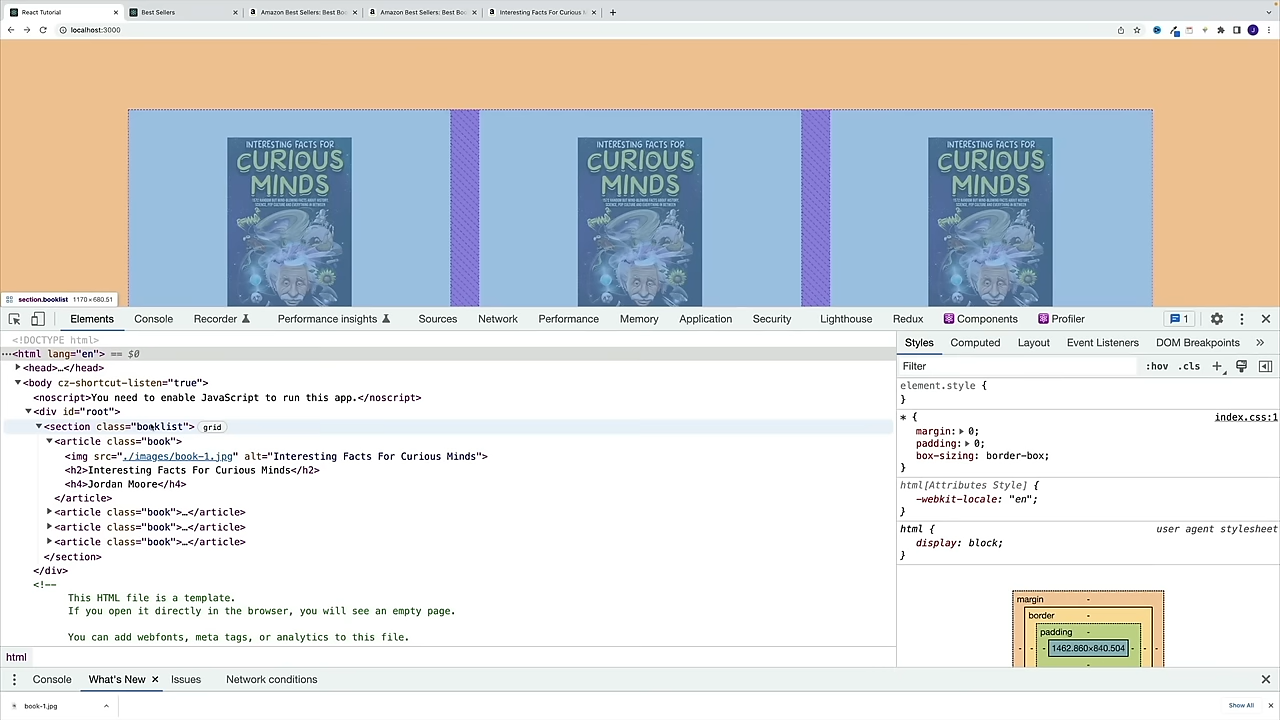 React Tutorial
Best Sellers
Amazon Best Sellers: Best Bo
Amazon Best Sellers: Best Bo
Interesting Facts For Curious
localhost:3000
INTERESTING FACTS FOR
CURIOUS
MINDS
INTERESTING FACTS FOR
CURIOUS
MINDS
INTERESTING FACTS FOR
CURIOUS
MINDS
section.booklist 1170×680.51
Elements Console Recorder Performance insights Sources Network Performance Memory Application Security Lighthouse Redux Components Profiler 1
<!DOCTYPE html>
···<html lang="en"> == $0
<head>…</head>
<body cz-shortcut-listen="true">
<noscript>You need to enable JavaScript to run this app.</noscript>
<div id="root">
<section class="booklist"> grid
<article class="book">
<img src="./images/book-1.jpg" alt="Interesting Facts For Curious Minds">
<h2>Interesting Facts For Curious Minds</h2>
<h4>Jordan Moore</h4>
</article>
<article class="book">…</article>
<article class="book">…</article>
<article class="book">…</article>
</section>
</div>
<!--
This HTML file is a template.
If you open it directly in the browser, you will see an empty page.
You can add webfonts, meta tags, or analytics to this file.
html
Styles Computed Layout Event Listeners DOM Breakpoints »
Filter :hov .cls +
element.style {
}
* { index.css:1
margin: 0;
padding: 0;
box-sizing: border-box;
}
html[Attributes Style] {
-webkit-locale: "en";
}
html { user agent stylesheet
display: block;
}
margin -
border -
padding -
- - - 1462.860×840.504 - - -
-
Console What's New Issues Network conditions
book-1.jpg
Show All